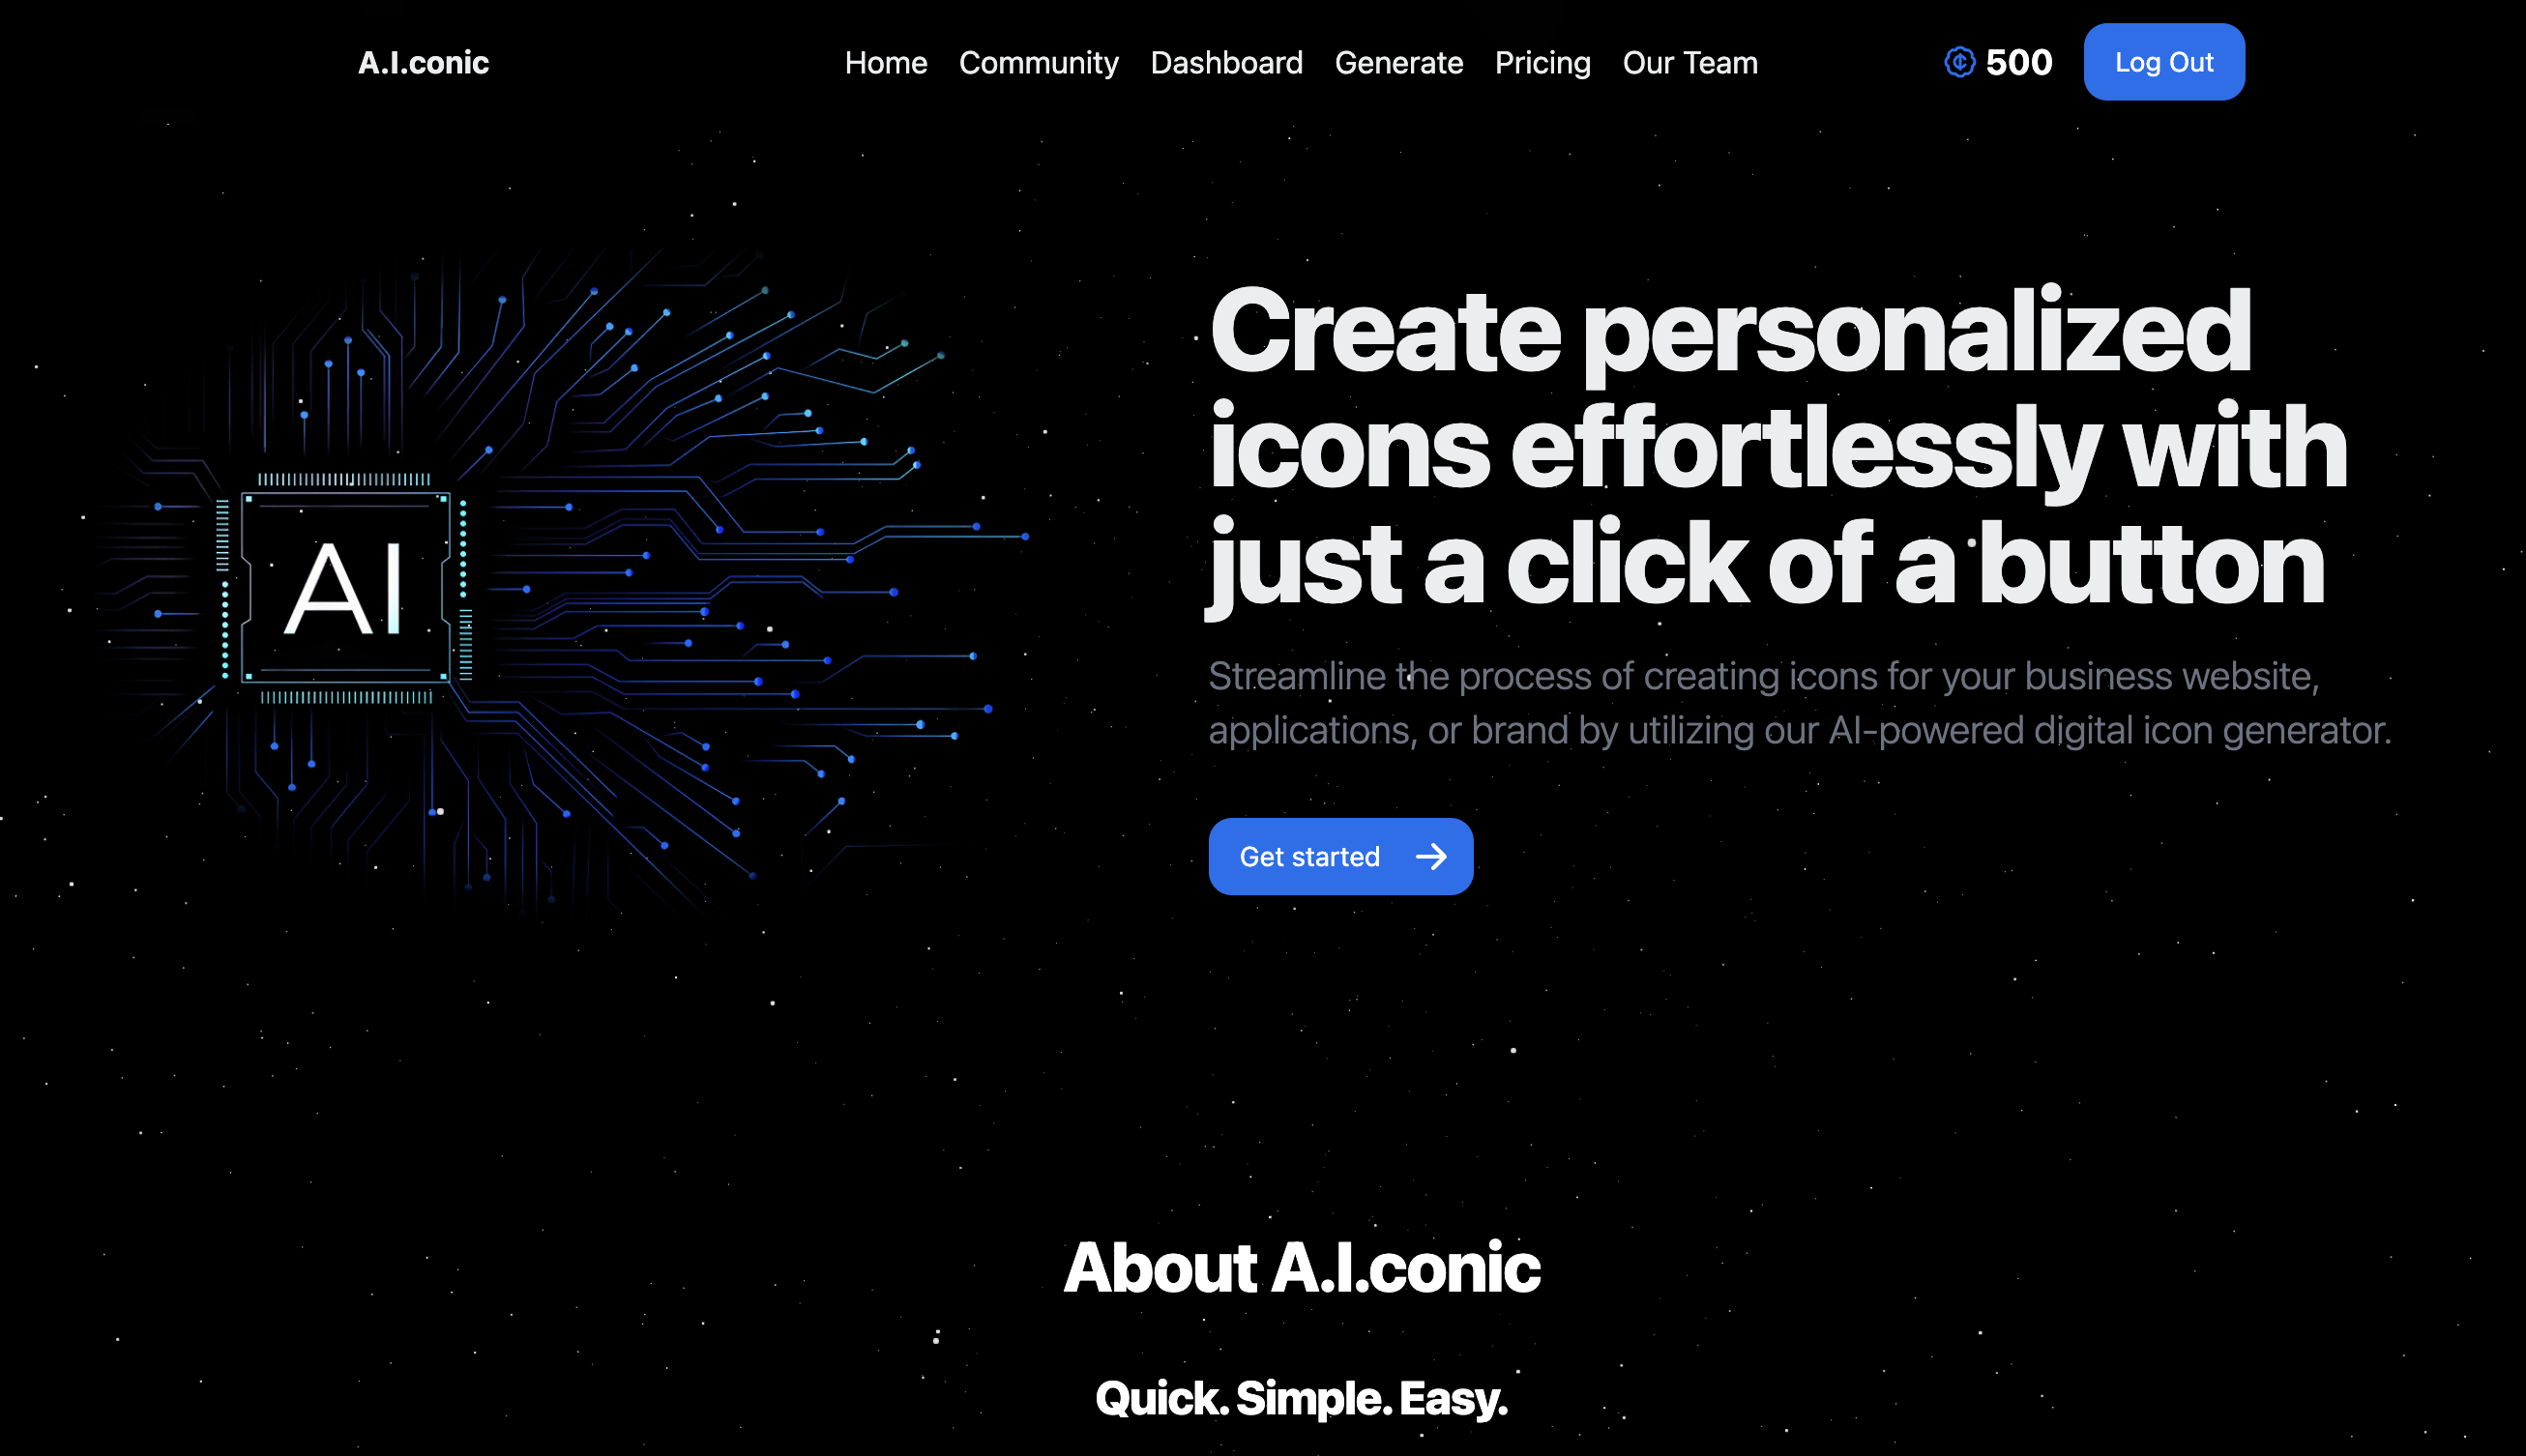 A.I.conic
Home Community Dashboard Generate Pricing Our Team
500
Log Out
AI
Create personalized
icons effortlessly with
just a click of a button
Streamline the process of creating icons for your business website,
applications, or brand by utilizing our AI-powered digital icon generator.
Get started
About A.I.conic
Quick. Simple. Easy.